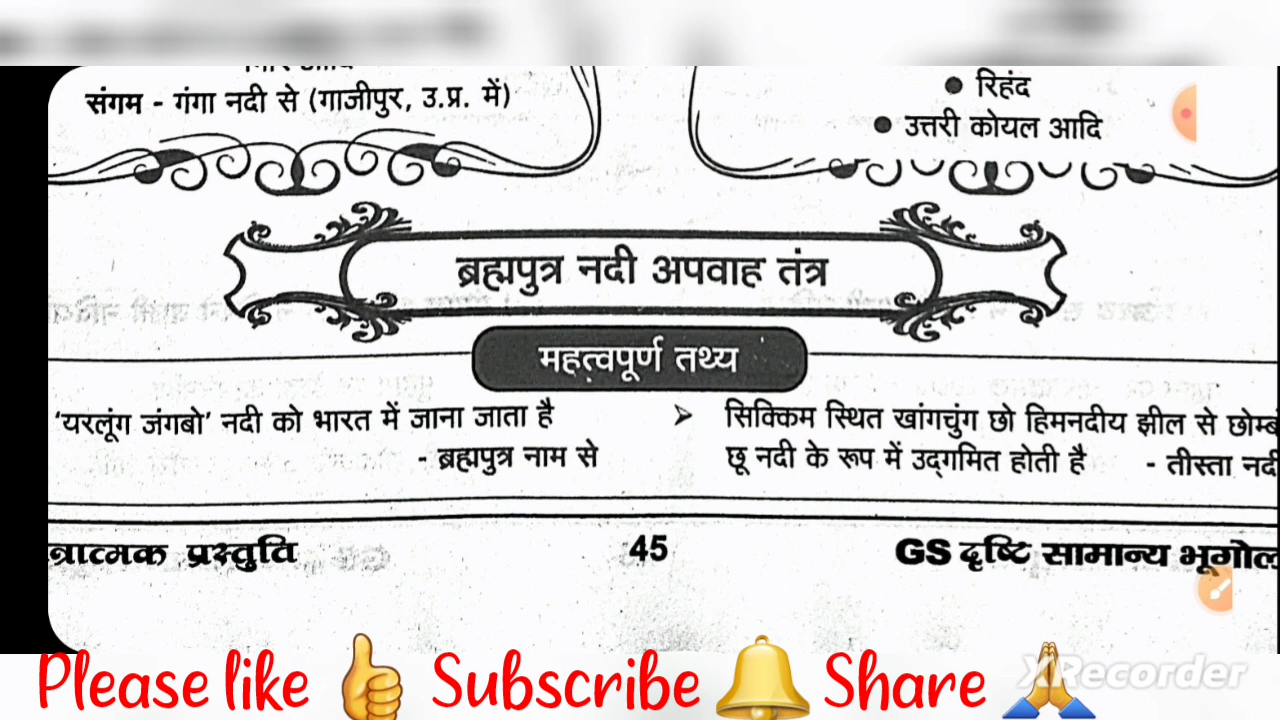 संगम - गंगा नदी से (गाजीपुर, उ.प्र. में)
● रिहंद
● उत्तरी कोयल आदि
ब्रह्मपुत्र नदी अपवाह तंत्र
महत्वपूर्ण तथ्य
'यरलूंग जंगबो' नदी को भारत में जाना जाता है
- ब्रह्मपुत्र नाम से
➢ सिक्किम स्थित खांगचुंग छो हिमनदीय झील से छोम्ब
छू नदी के रूप में उद्गमित होती है - तीस्ता नदी
त्रात्मक प्रस्तुति
45
GS दृष्टि सामान्य भूगोल
Please like 👍 Subscribe 🔔 Share 🙏
XRecorder